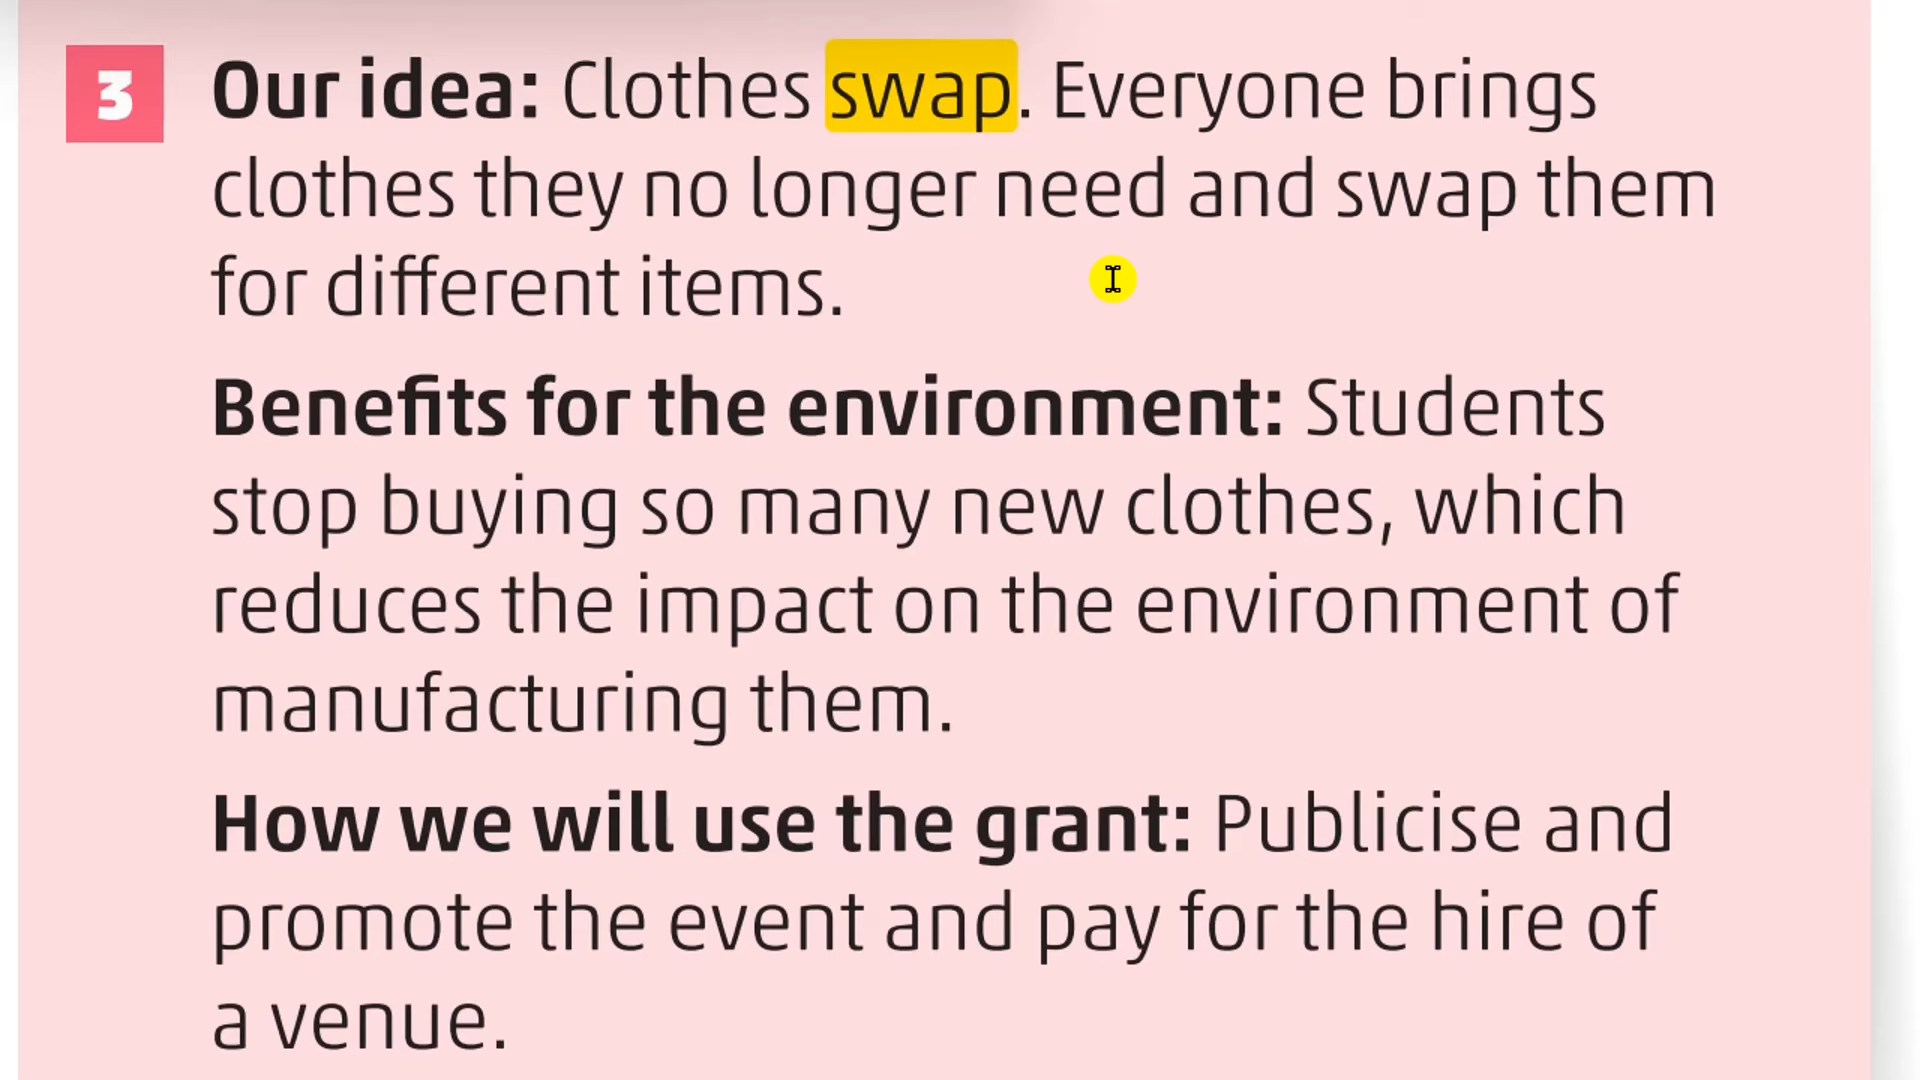 3 Our idea: Clothes swap. Everyone brings
clothes they no longer need and swap them
for different items.
Benefits for the environment: Students
stop buying so many new clothes, which
reduces the impact on the environment of
manufacturing them.
How we will use the grant: Publicise and
promote the event and pay for the hire of
a venue.